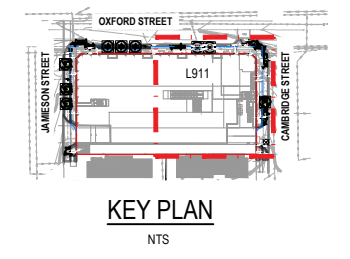 OXFORD STREET
JAMIESON STREET
L911
CAMBRIDGE STREET
KEY PLAN
NTS